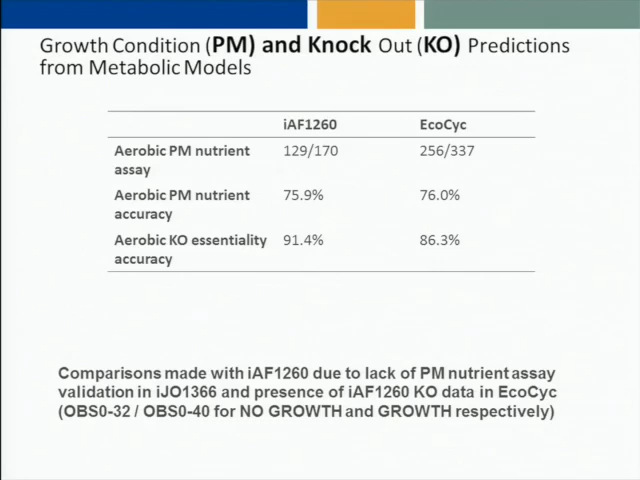 Growth Condition (PM) and Knock Out (KO) Predictions
from Metabolic Models
iAF1260 EcoCyc
Aerobic PM nutrient 129/170 256/337
assay
Aerobic PM nutrient 75.9% 76.0%
accuracy
Aerobic KO essentiality 91.4% 86.3%
accuracy
Comparisons made with iAF1260 due to lack of PM nutrient assay
validation in iJO1366 and presence of iAF1260 KO data in EcoCyc
(OBS0-32 / OBS0-40 for NO GROWTH and GROWTH respectively)